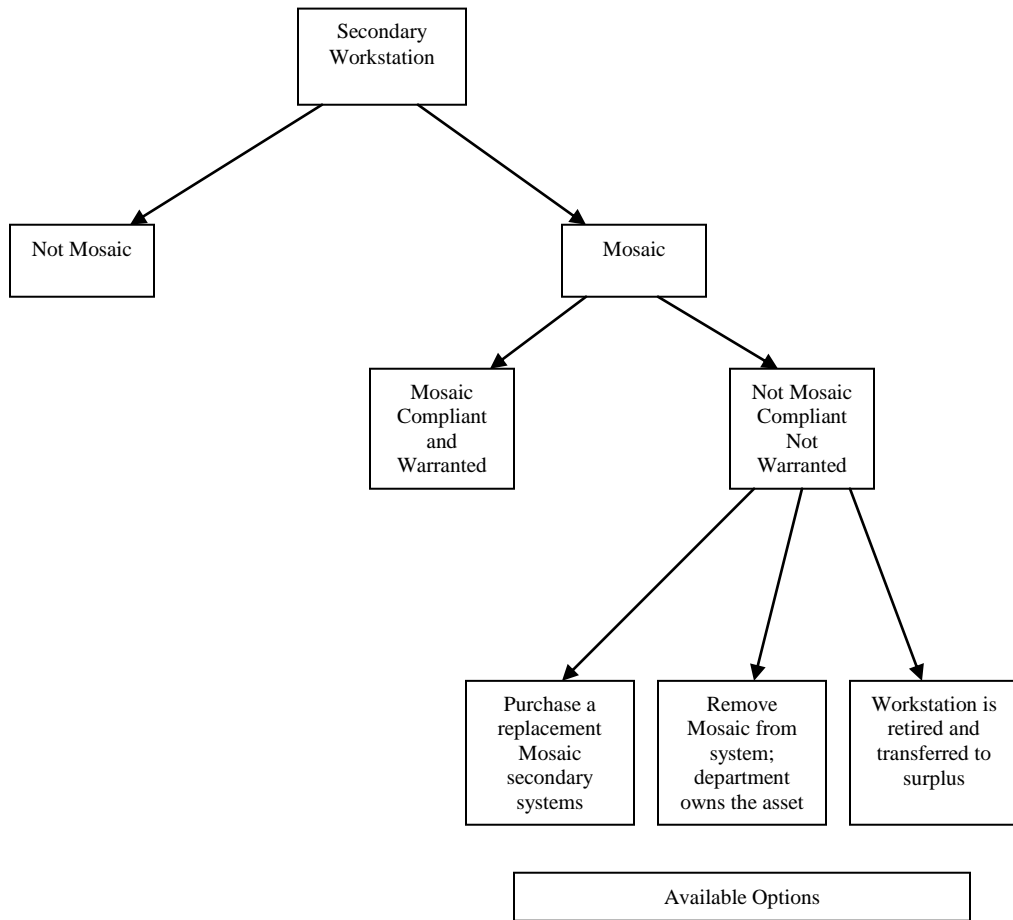 Secondary
Workstation
Not Mosaic
Mosaic
Mosaic
Compliant
and
Warranted
Not Mosaic
Compliant
Not
Warranted
Purchase a
replacement
Mosaic
secondary
systems
Remove
Mosaic from
system;
department
owns the asset
Workstation is
retired and
transferred to
surplus
Available Options